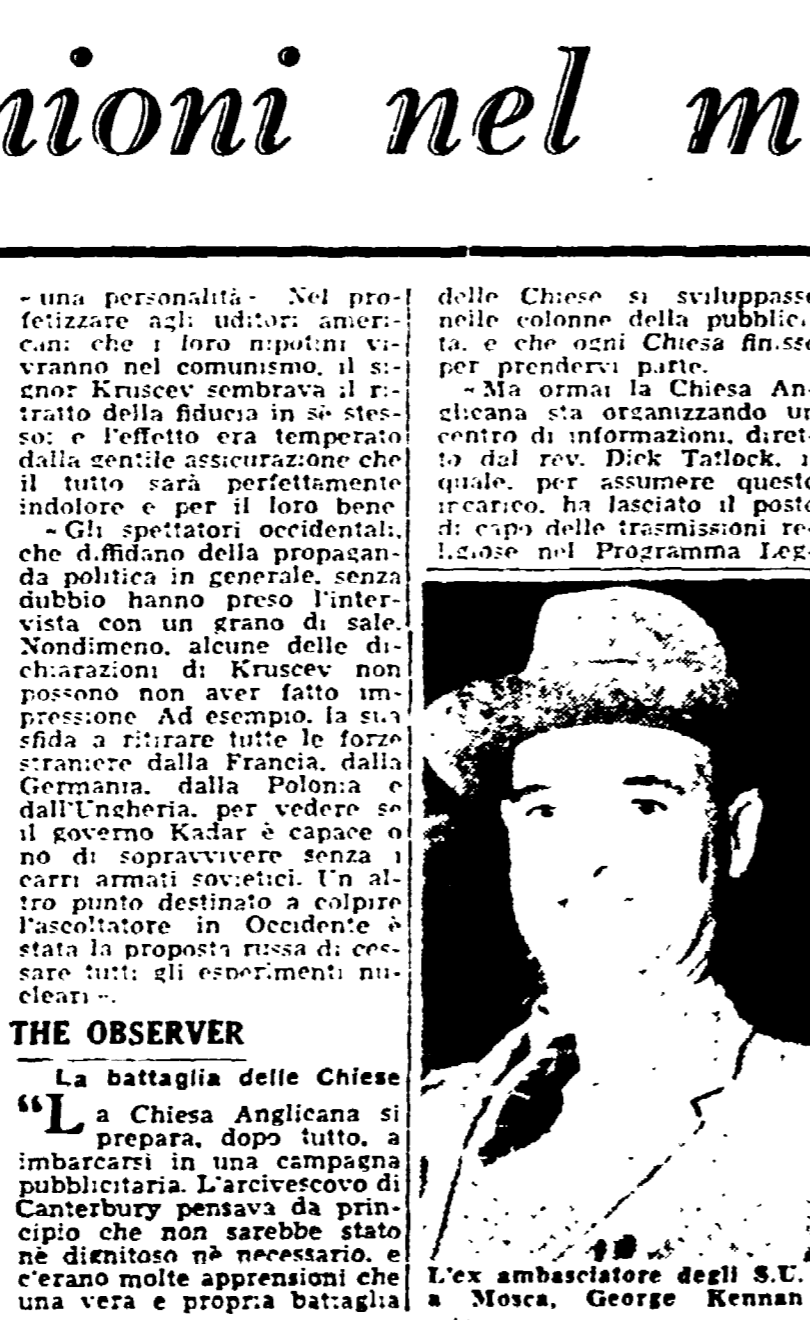 nioni nel m
« una personalità ». Nel pro-
fetizzare agli uditori ameri-
cani che i loro nipotini vi-
vranno nel comunismo, il si-
gnor Kruscev sembrava il ri-
tratto della fiducia in sè stes-
so; e l'effetto era temperato
dalla gentile assicurazione che
il tutto sarà perfettamente
indolore e per il loro bene
« Gli spettatori occidentali,
che diffidano della propagan-
da politica in generale, senza
dubbio hanno preso l'inter-
vista con un grano di sale.
Nondimeno, alcune delle di-
chiarazioni di Kruscev non
possono non aver fatto im-
pressione. Ad esempio, la sua
sfida a ritirare tutte le forze
straniere dalla Francia, dalla
Germania, dalla Polonia e
dall'Ungheria, per vedere se
il governo Kadar è capace o
no di sopravvivere senza i
carri armati sovietici. Un al-
tro punto destinato a colpire
l'ascoltatore in Occidente è
stata la proposta russa di ces-
sare tutti gli esperimenti nu-
cleari ».
THE OBSERVER
La battaglia delle Chiese
“La Chiesa Anglicana si
prepara, dopo tutto, a
imbarcarsi in una campagna
pubblicitaria. L'arcivescovo di
Canterbury pensava da prin-
cipio che non sarebbe stato
nè dignitoso nè necessario, e
c'erano molte apprensioni che
una vera e propria battaglia
delle Chiese si sviluppasse
nelle colonne della pubblici-
tà, e che ogni Chiesa finisse
per prendervi parte.
« Ma ormai la Chiesa An-
glicana sta organizzando un
centro di informazioni, diret-
to dal rev. Dick Tatlock, il
quale, per assumere questo
incarico, ha lasciato il posto
di capo delle trasmissioni re-
ligiose nel Programma Leg-
L'ex ambasciatore degli S.U.
a Mosca, George Kennan